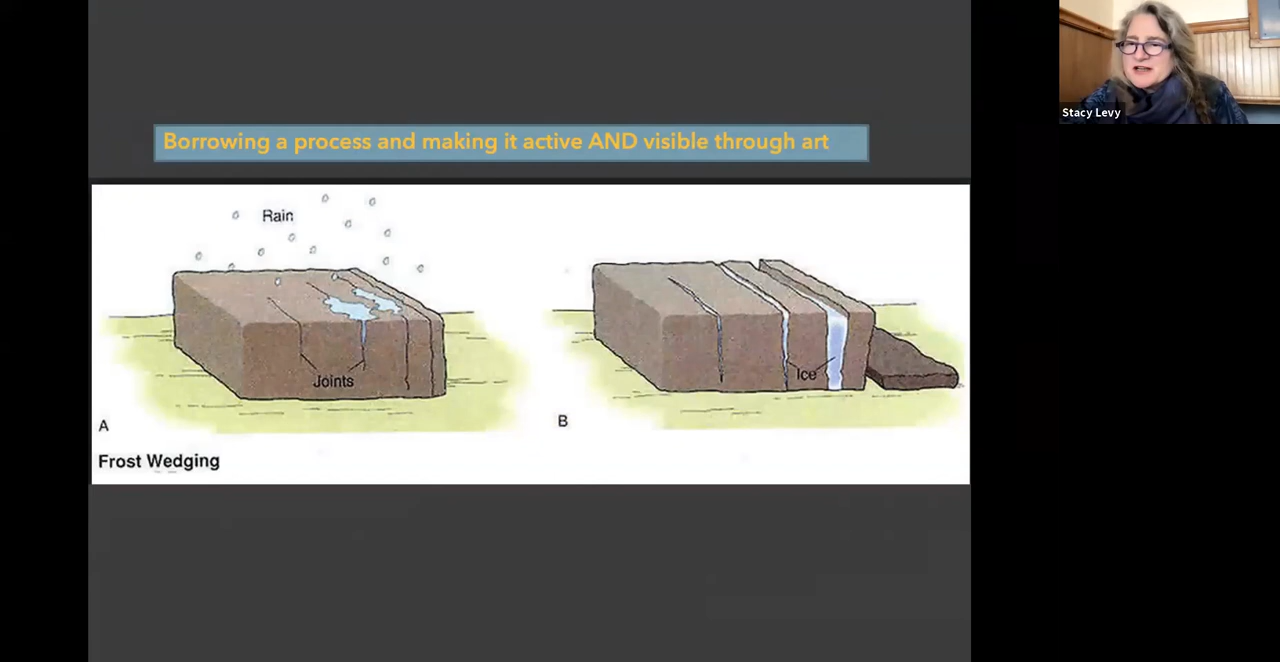 Stacy Levy
Borrowing a process and making it active AND visible through art
Rain
Joints
A
Ice
B
Frost Wedging